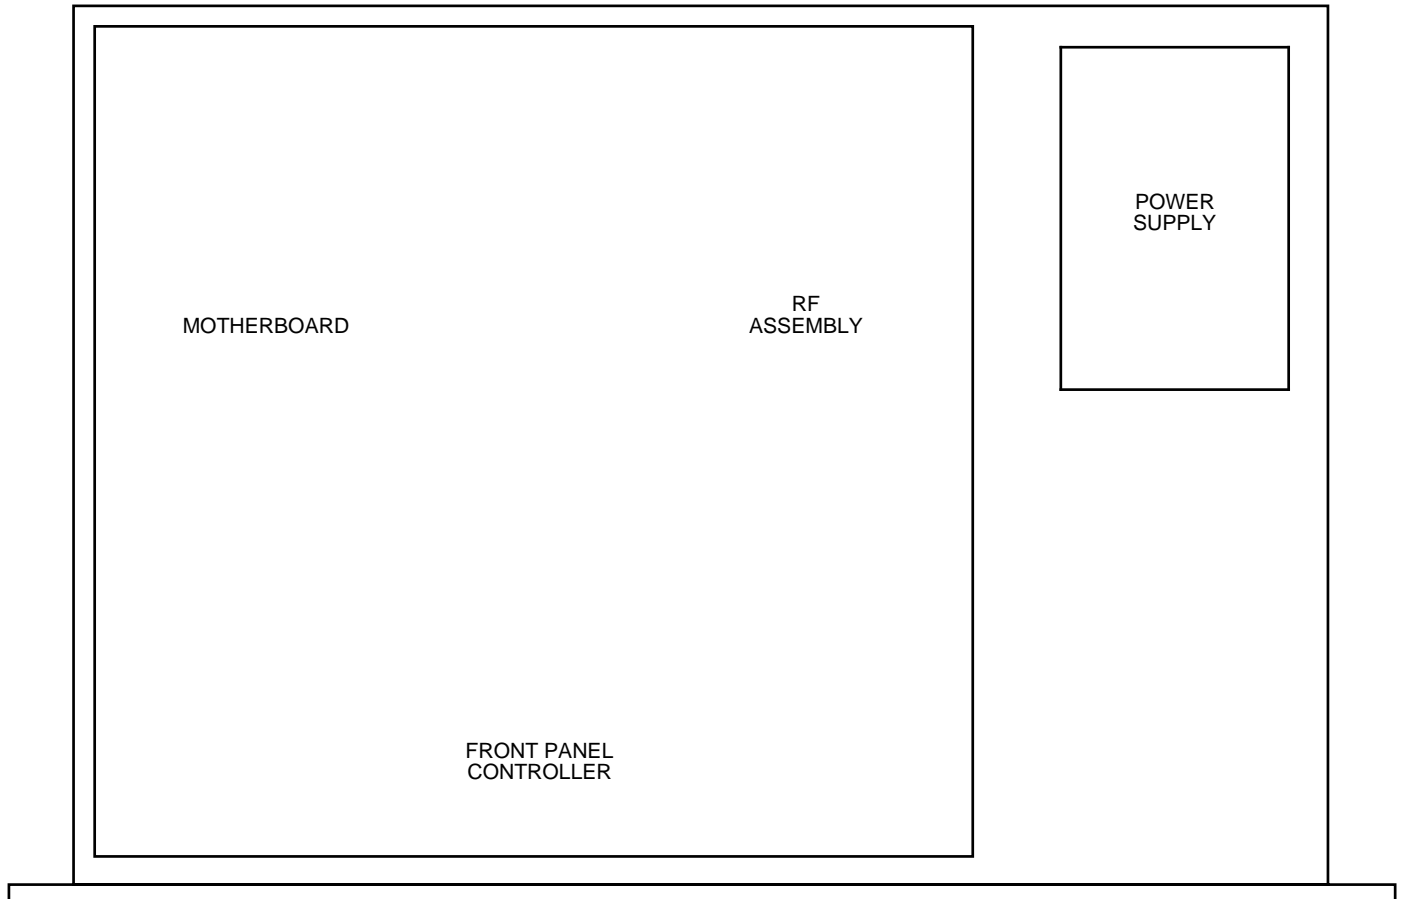 POWER
SUPPLY
MOTHERBOARD
RF
ASSEMBLY
FRONT PANEL
CONTROLLER